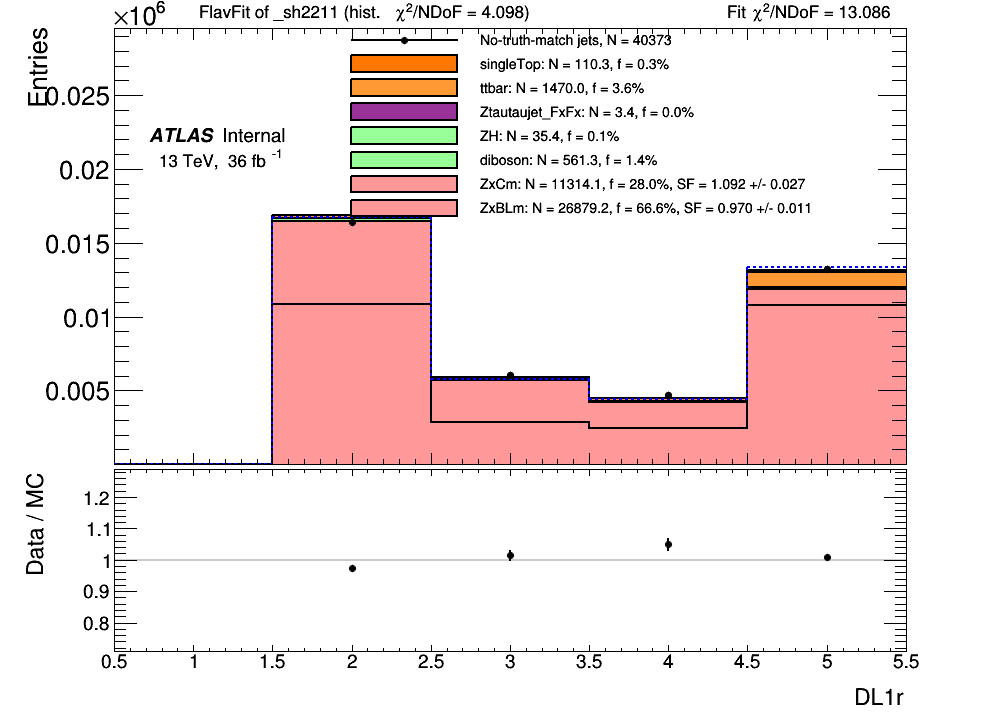 ×10⁶ FlavFit of _sh2211 (hist. χ²/NDoF = 4.098) Fit χ²/NDoF = 13.086
Entries
No-truth-match jets, N = 40373
singleTop: N = 110.3, f = 0.3%
ttbar: N = 1470.0, f = 3.6%
Ztautaujet_FxFx: N = 3.4, f = 0.0%
ZH: N = 35.4, f = 0.1%
diboson: N = 561.3, f = 1.4%
ZxCm: N = 11314.1, f = 28.0%, SF = 1.092 +/- 0.027
ZxBLm: N = 26879.2, f = 66.6%, SF = 0.970 +/- 0.011
ATLAS Internal
13 TeV, 36 fb⁻¹
0.025
0.02
0.015
0.01
0.005
Data / MC
1.2
1.1
1
0.9
0.8
0.5 1 1.5 2 2.5 3 3.5 4 4.5 5 5.5
DL1r